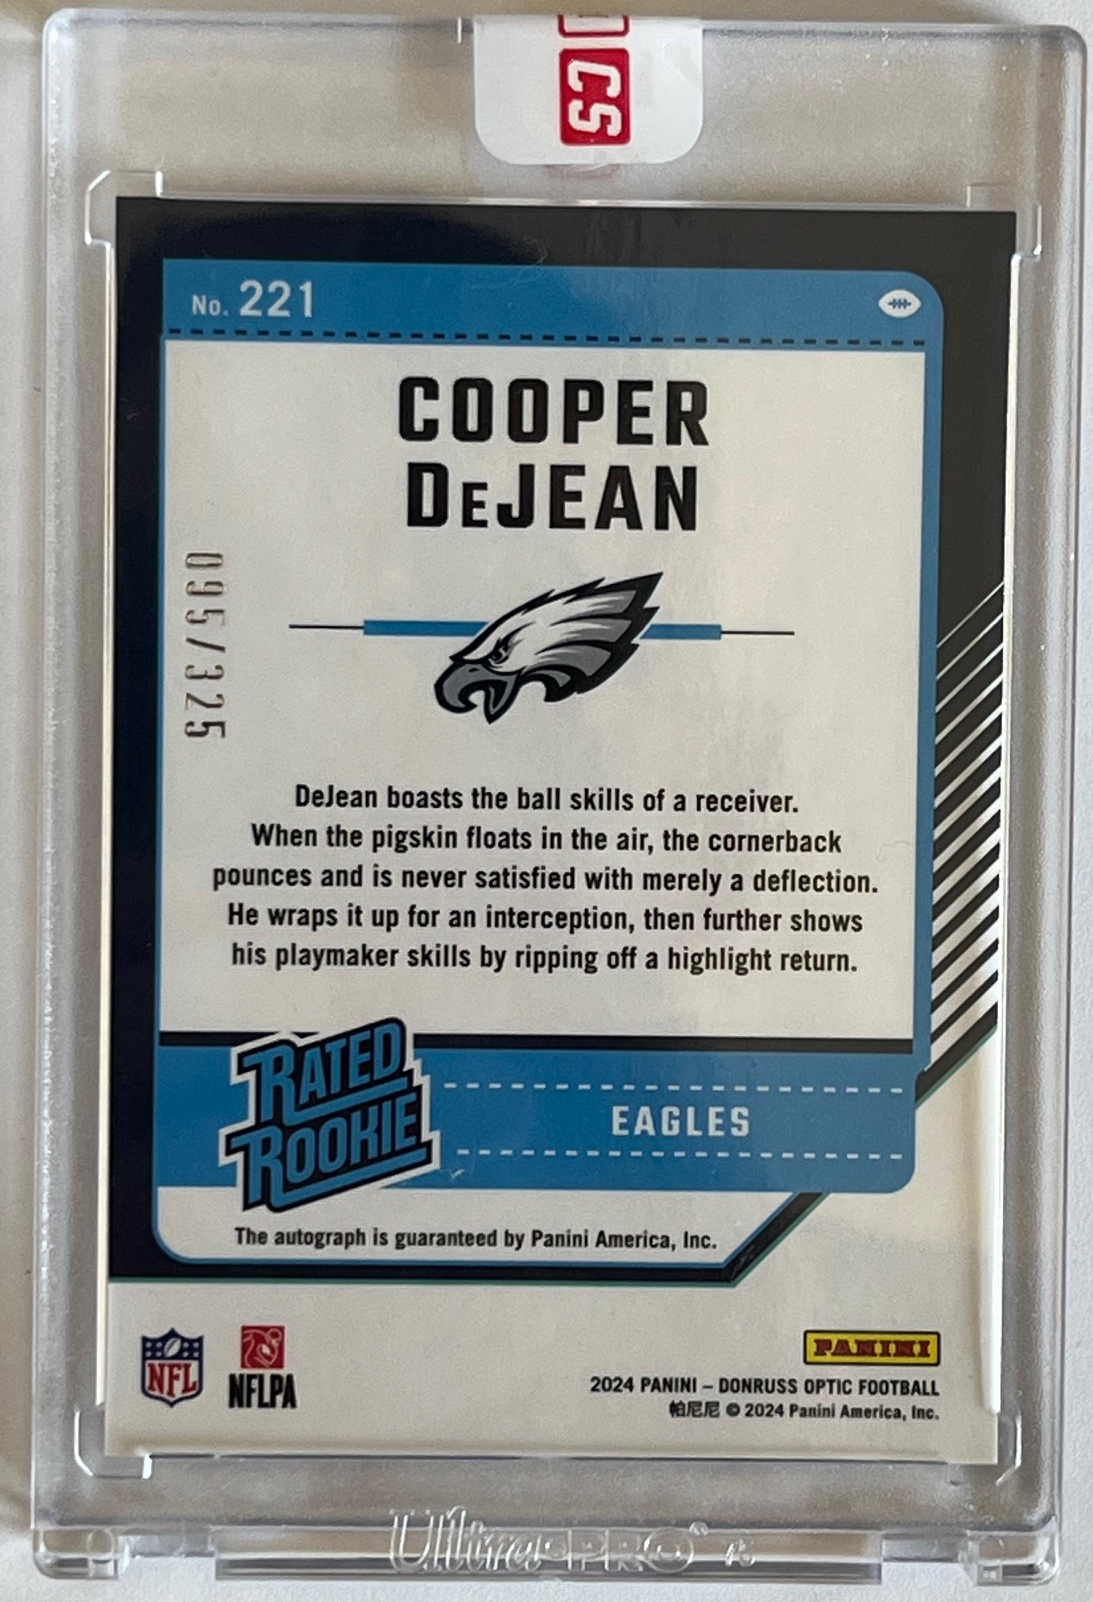 CS
No. 221
COOPER
DeJEAN
095/325
DeJean boasts the ball skills of a receiver.
When the pigskin floats in the air, the cornerback
pounces and is never satisfied with merely a deflection.
He wraps it up for an interception, then further shows
his playmaker skills by ripping off a highlight return.
RATED
ROOKIE
EAGLES
The autograph is guaranteed by Panini America, Inc.
NFL
NFLPA
PANINI
2024 PANINI – DONRUSS OPTIC FOOTBALL
帕尼尼 © 2024 Panini America, Inc.
Ultra•PRO®